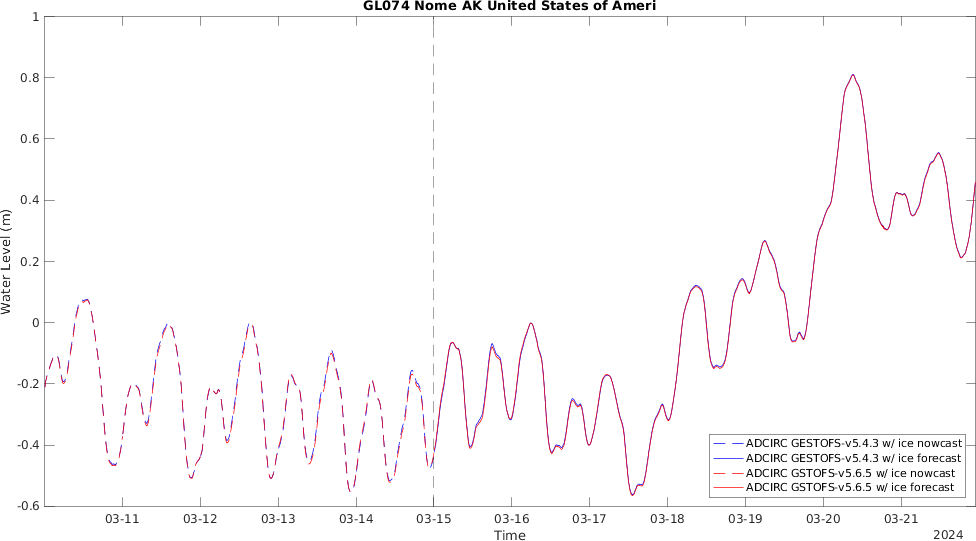 GL074 Nome AK United States of Ameri
1
0.8
0.6
0.4
0.2
0
-0.2
-0.4
-0.6
Water Level (m)
ADCIRC GESTOFS-v5.4.3 w/ ice nowcast
ADCIRC GESTOFS-v5.4.3 w/ ice forecast
ADCIRC GSTOFS-v5.6.5 w/ ice nowcast
ADCIRC GSTOFS-v5.6.5 w/ ice forecast
03-11 03-12 03-13 03-14 03-15 03-16 03-17 03-18 03-19 03-20 03-21
Time
2024